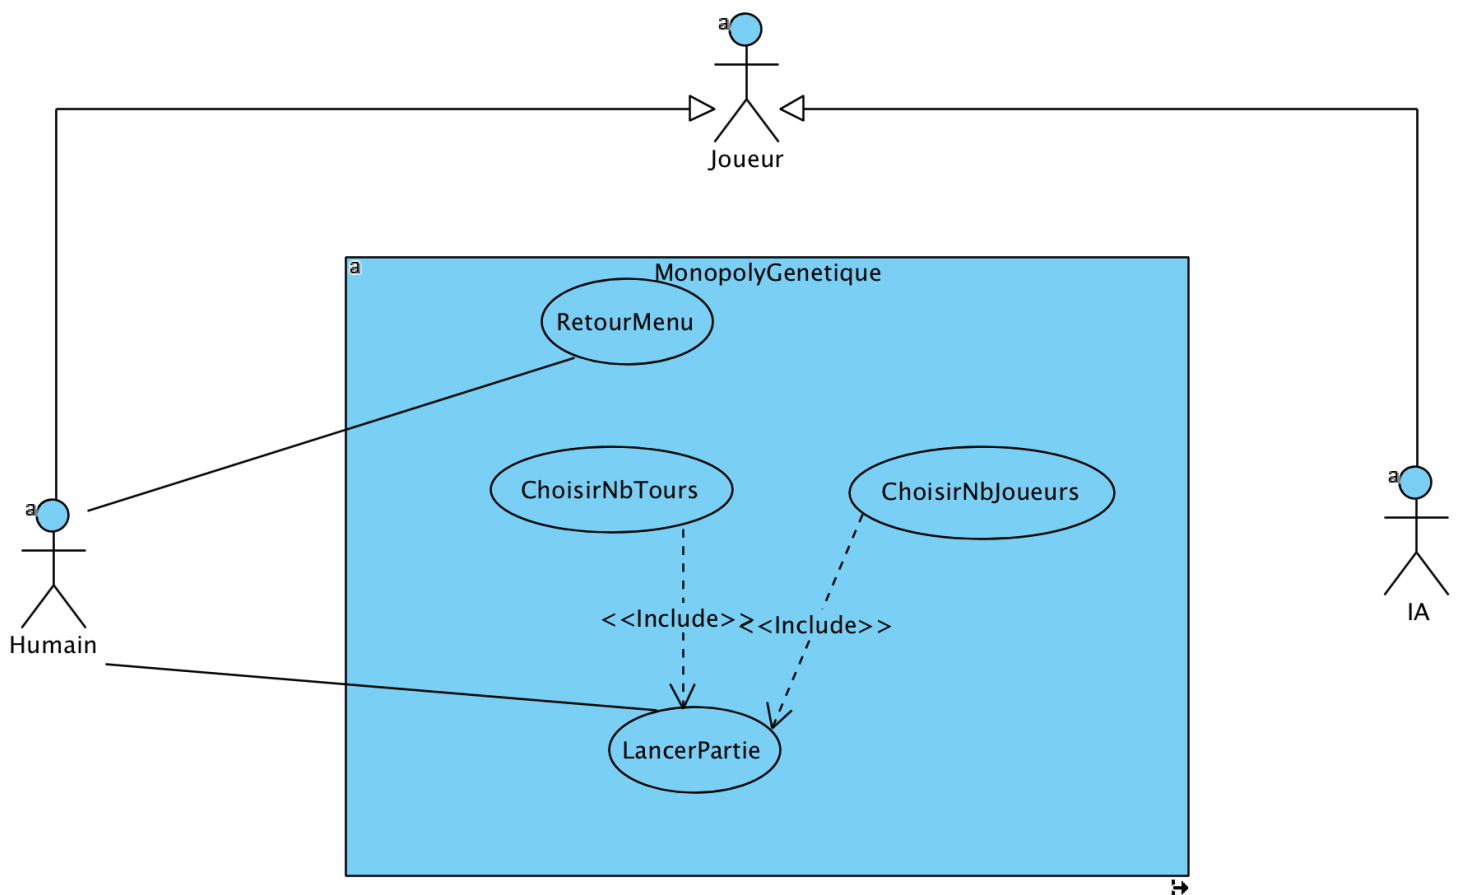 a
Joueur
a
MonopolyGenetique
RetourMenu
ChoisirNbTours
ChoisirNbJoueurs
a
a
<<Include>>
<<Include>>
IA
Humain
LancerPartie